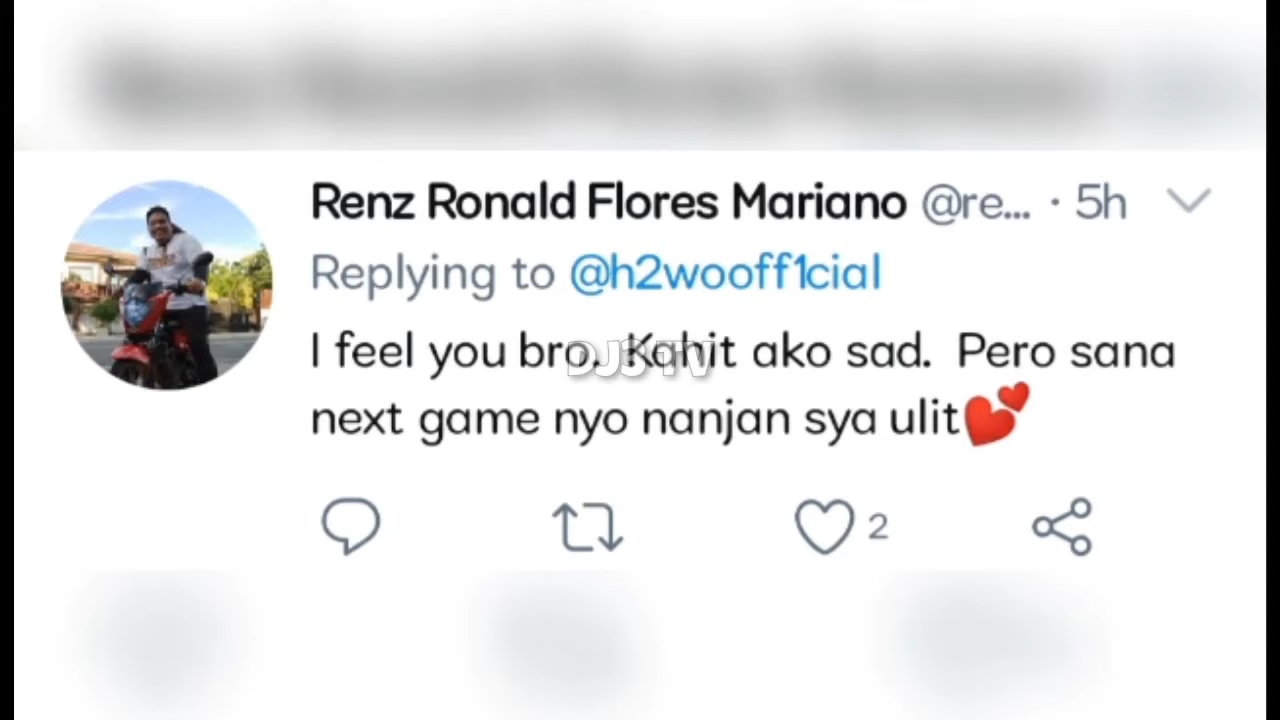 Renz Ronald Flores Mariano @re... · 5h
Replying to @h2wooff1cial
I feel you bro. Kahit ako sad. Pero sana
next game nyo nanjan sya ulit💕
2
DJS TV